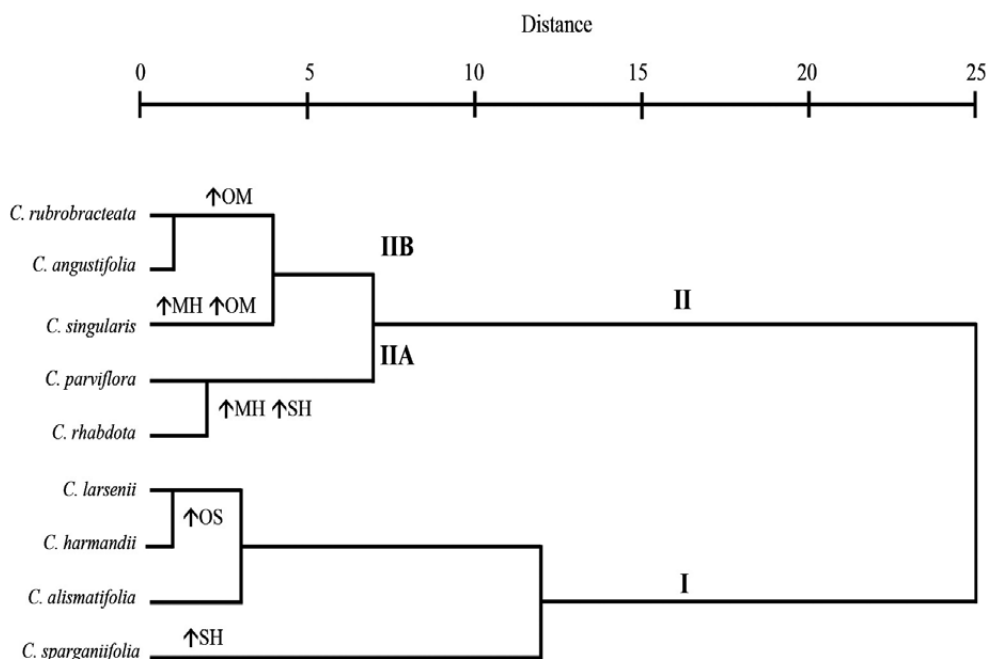 Distance
0 5 10 15 20 25
↑OM
C. rubrobracteata
IIB
C. angustifolia
II
↑MH ↑OM
C. singularis
IIA
C. parviflora
↑MH ↑SH
C. rhabdota
C. larsenii
↑OS
C. harmandii
I
C. alismatifolia
↑SH
C. sparganiifolia